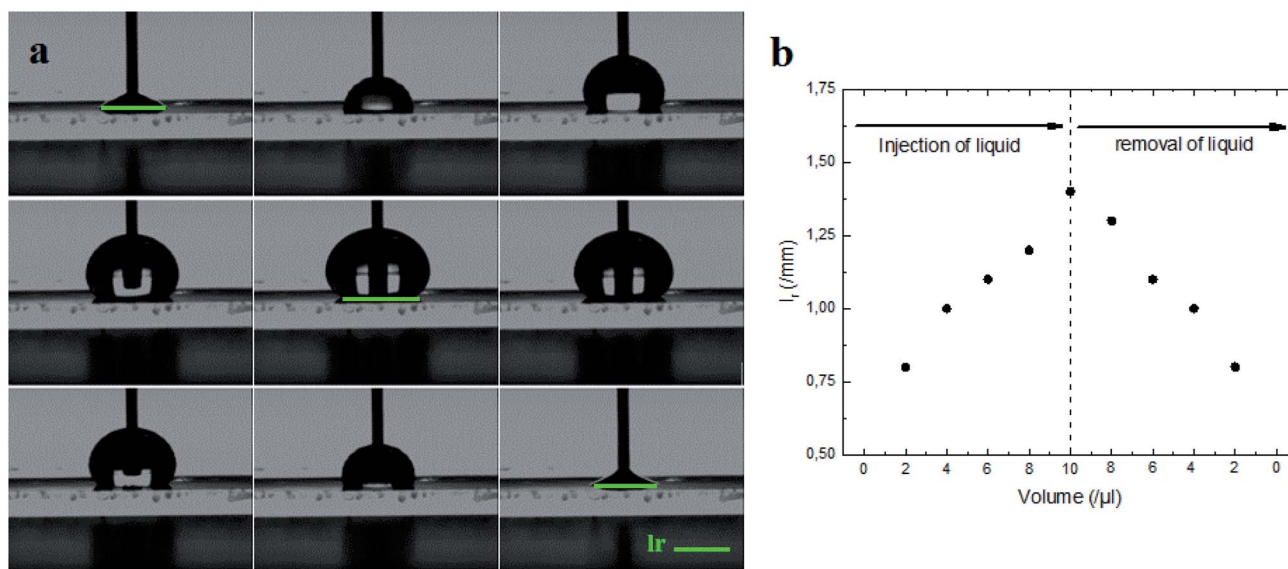 a
lr
b
1,75
1,50
1,25
1,00
0,75
0,50
lr (/mm)
Injection of liquid
removal of liquid
0 2 4 6 8 10 8 6 4 2 0
Volume (/µl)